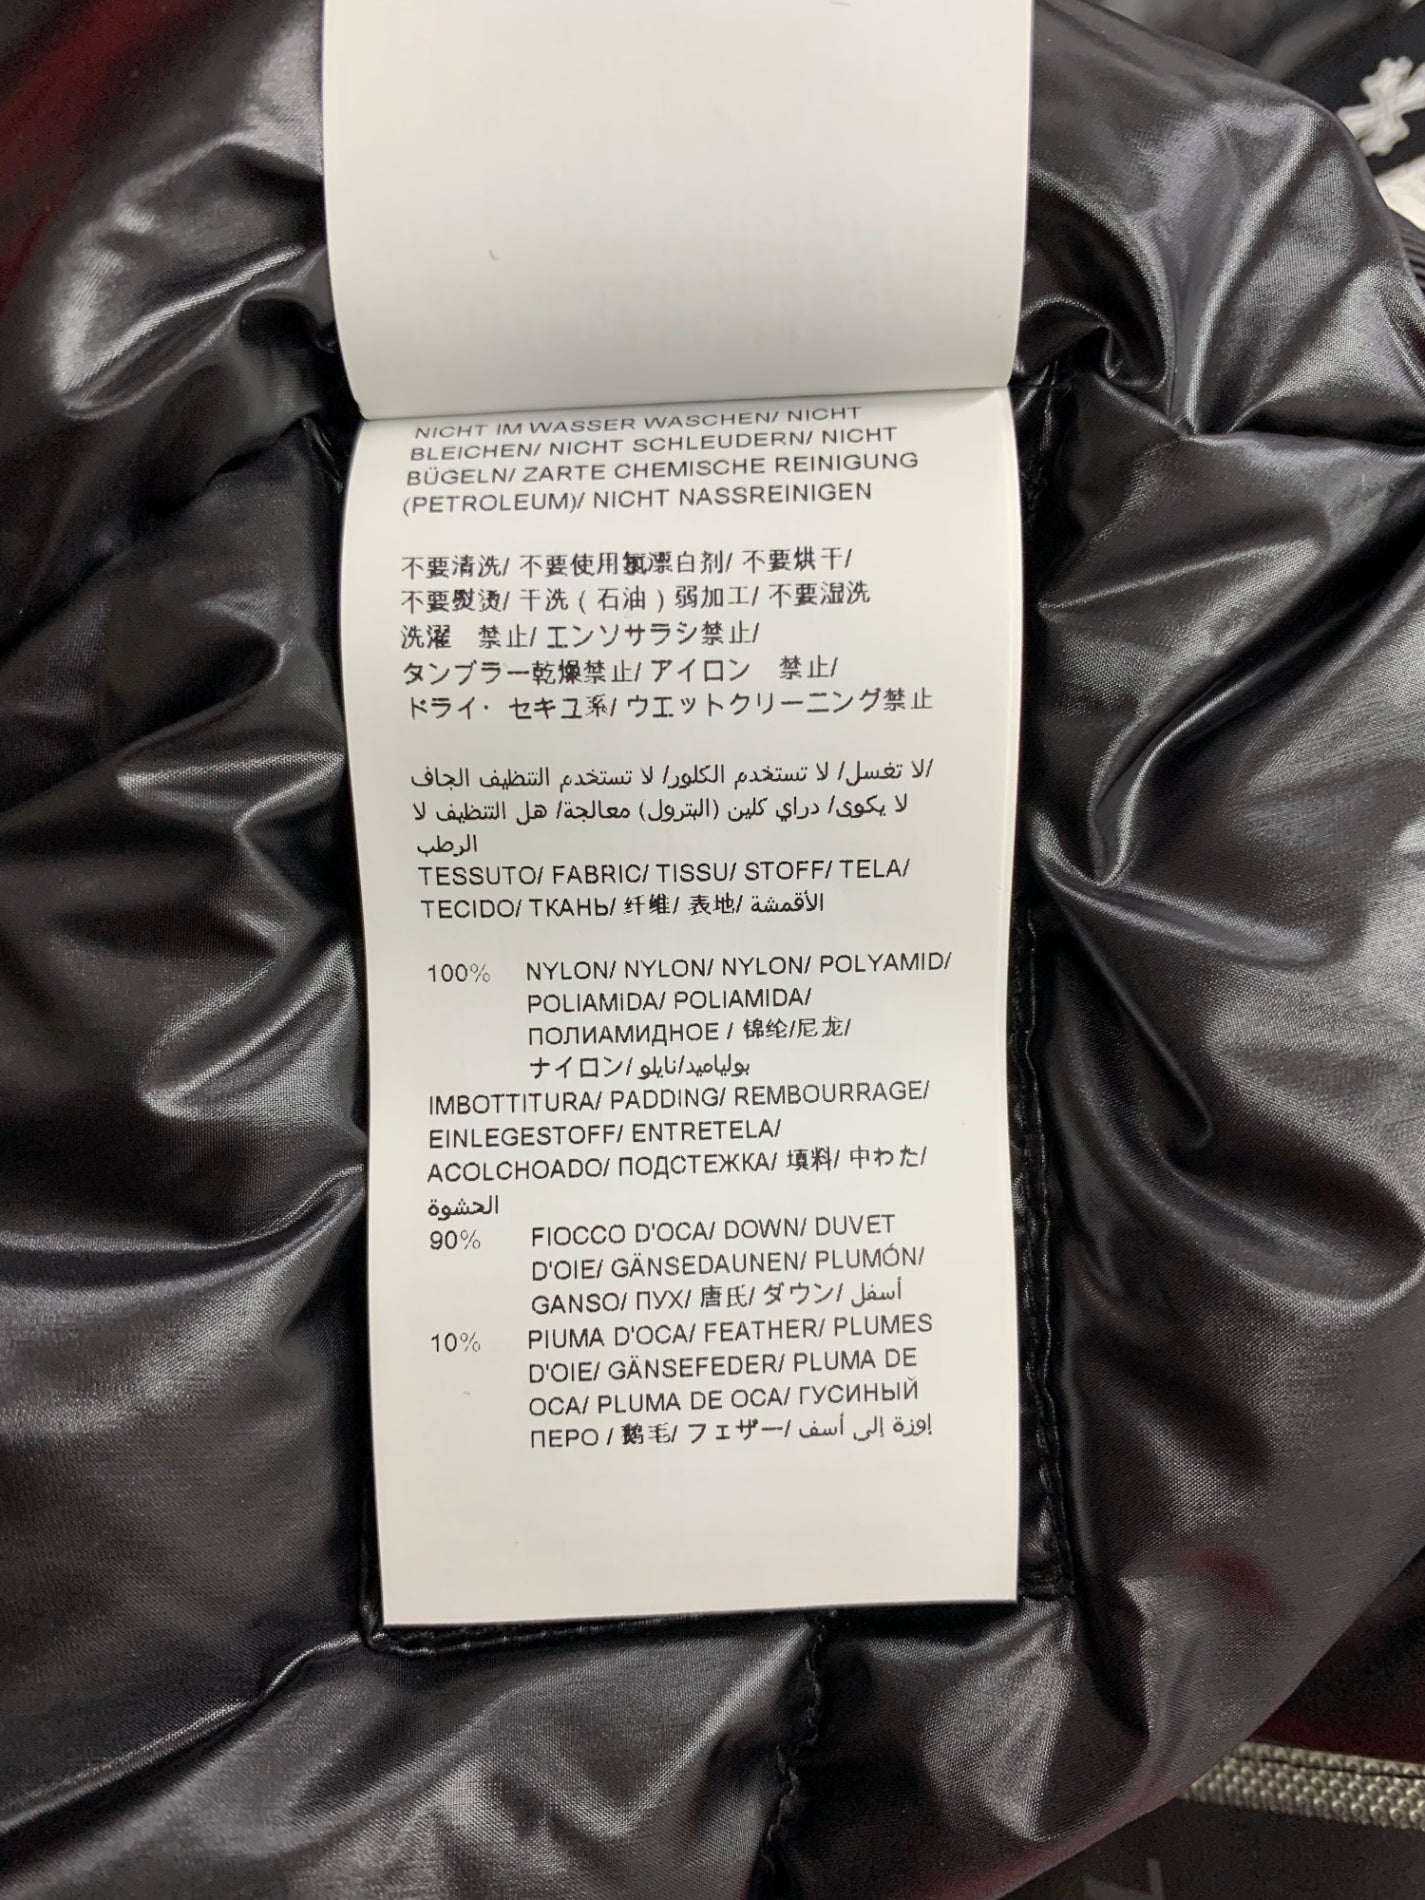 NICHT IM WASSER WASCHEN/ NICHT
BLEICHEN/ NICHT SCHLEUDERN/ NICHT
BÜGELN/ ZARTE CHEMISCHE REINIGUNG
(PETROLEUM)/ NICHT NASSREINIGEN
不要清洗/ 不要使用氯漂白剂/ 不要烘干/
不要熨烫/ 干洗 ( 石油 ) 弱加工/ 不要湿洗
洗濯　禁止/ エンソサラシ禁止/
タンブラー乾燥禁止/ アイロン　禁止/
ドライ・ セキユ系/ ウエットクリーニング禁止
لا تغسل/ لا تستخدم الكلور/ لا تستخدم التنظيف الجاف/
لا يكوى/ دراي كلين (البترول) معالجة/ هل التنظيف لا
الرطب
TESSUTO/ FABRIC/ TISSU/ STOFF/ TELA/
TECIDO/ ТКАНЬ/ 纤维/ 表地/ الأقمشة
100% NYLON/ NYLON/ NYLON/ POLYAMID/
POLIAMIDA/ POLIAMIDA/
ПОЛИАМИДНОЕ / 锦纶/尼龙/
ナイロン/ بولياميد/نايلو
IMBOTTITURA/ PADDING/ REMBOURRAGE/
EINLEGESTOFF/ ENTRETELA/
ACOLCHOADO/ ПОДСТЕЖКА/ 填料/ 中わた/
الحشوة
90% FIOCCO D'OCA/ DOWN/ DUVET
D'OIE/ GÄNSEDAUNEN/ PLUMÓN/
GANSO/ ПУХ/ 唐氏/ ダウン/ أسفل
10% PIUMA D'OCA/ FEATHER/ PLUMES
D'OIE/ GÄNSEFEDER/ PLUMA DE
OCA/ PLUMA DE OCA/ ГУСИНЫЙ
ПЕРО / 鹅毛/ フェザー/ إوزة إلى أسف